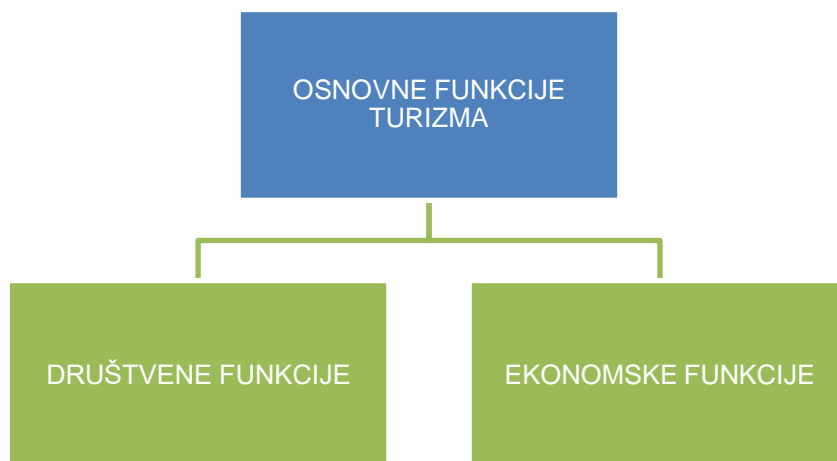 OSNOVNE FUNKCIJE
TURIZMA
DRUŠTVENE FUNKCIJE
EKONOMSKE FUNKCIJE